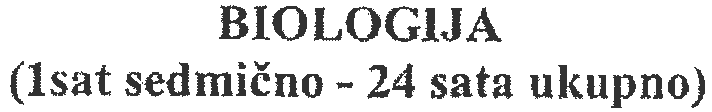 BIOLOGIJA
(1sat sedmično - 24 sata ukupno)